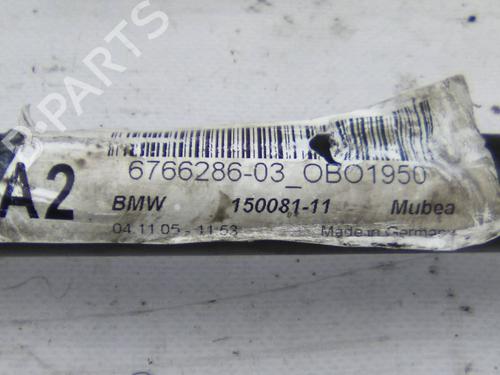 B-PARTS
A2
6766286-03_OBO1950
BMW 150081-11 Mubea
04.11.05 - 11:53 Made in Germany